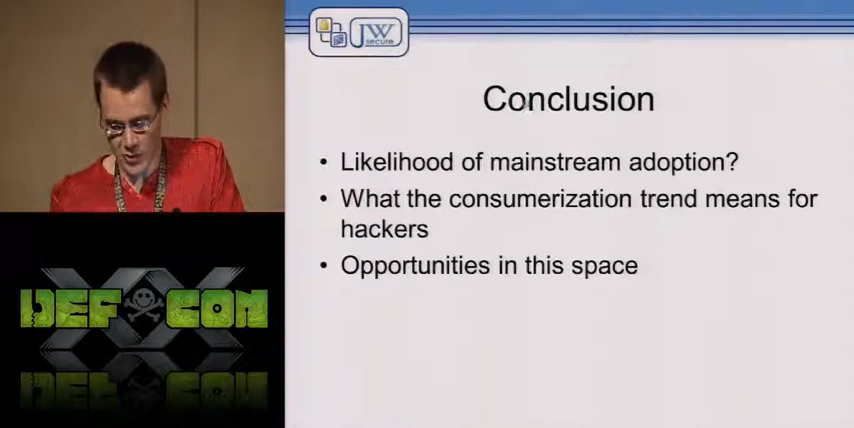 JW
secure
Conclusion
• Likelihood of mainstream adoption?
• What the consumerization trend means for
hackers
• Opportunities in this space
XX
DEF CON